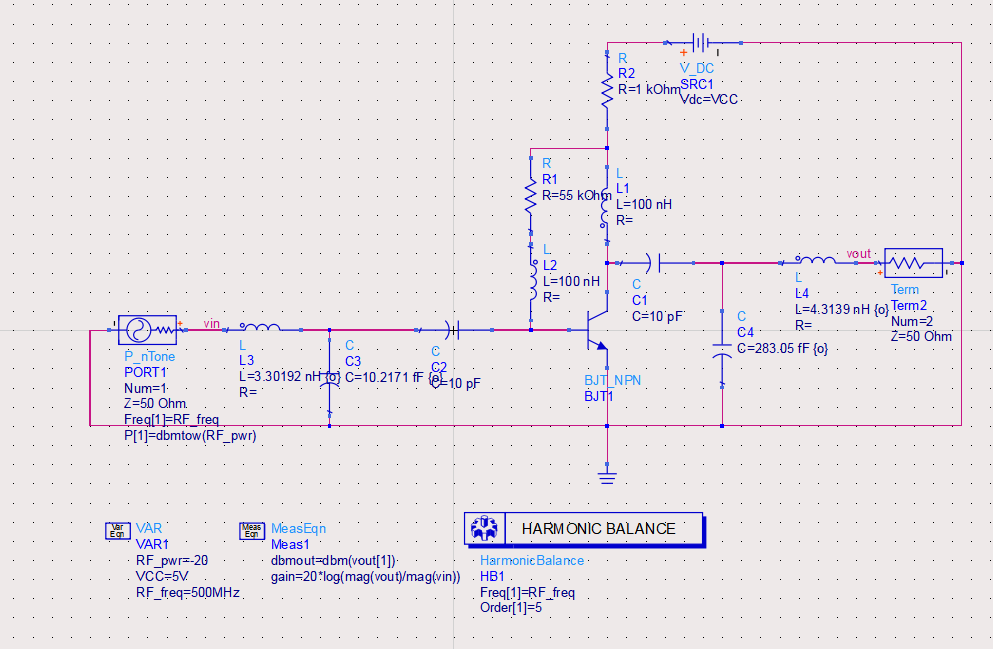 R
R2
R=1 kOhm
V_DC
SRC1
Vdc=VCC
R
R1
R=55 kOhm
L
L1
L=100 nH
R=
L
L2
L=100 nH
R=
C
C1
C=10 pF
vout
Term
Term2
Num=2
Z=50 Ohm
L
L4
L=4.3139 nH {o}
R=
C
C4
C=283.05 fF {o}
vin
P_nTone
PORT1
Num=1
Z=50 Ohm
Freq[1]=RF_freq
P[1]=dbmtow(RF_pwr)
L
L3
L=3.30192 nH {o}
R=
C
C3
C=10.2171 fF {o}
C
C2
C=10 pF
BJT_NPN
BJT1
Var
Eqn
VAR
VAR1
RF_pwr=-20
VCC=5V
RF_freq=500MHz
Meas
Eqn
MeasEqn
Meas1
dbmout=dbm(vout[1])
gain=20*log(mag(vout)/mag(vin))
HARMONIC BALANCE
HarmonicBalance
HB1
Freq[1]=RF_freq
Order[1]=5